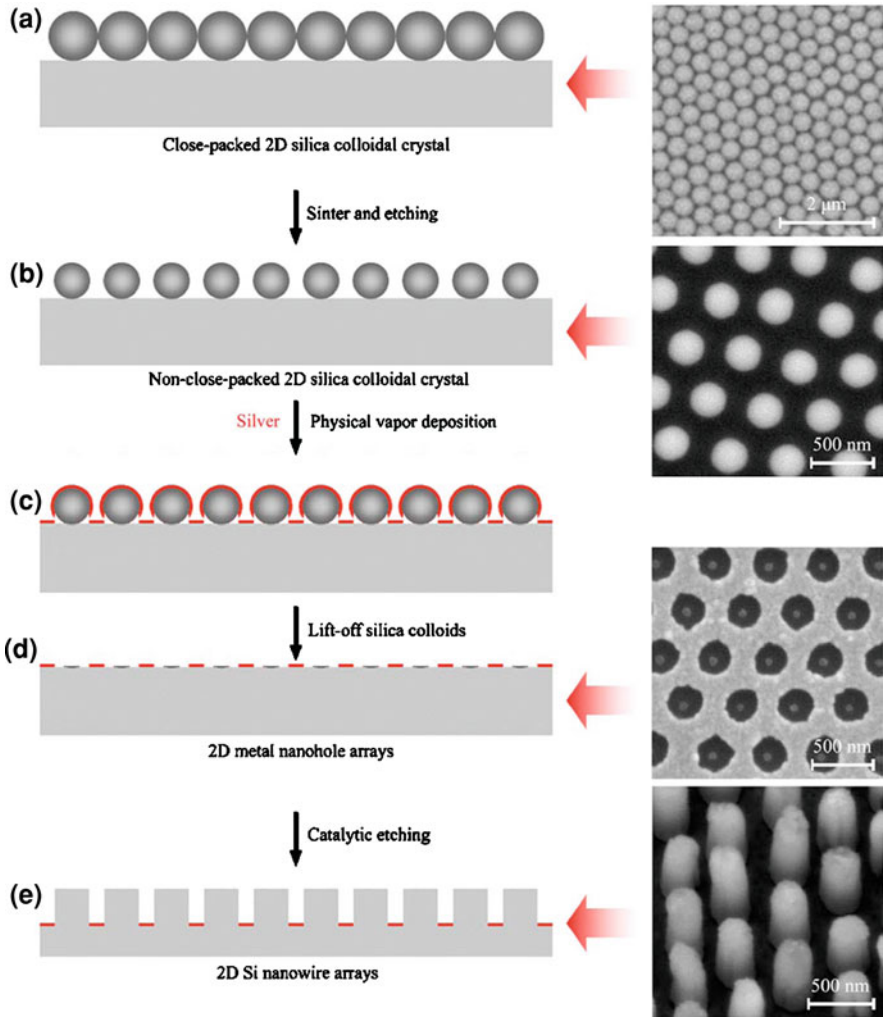 (a)
Close-packed 2D silica colloidal crystal
2 μm
Sinter and etching
(b)
Non-close-packed 2D silica colloidal crystal
500 nm
Silver
Physical vapor deposition
(c)
Lift-off silica colloids
(d)
2D metal nanohole arrays
500 nm
Catalytic etching
(e)
2D Si nanowire arrays
500 nm